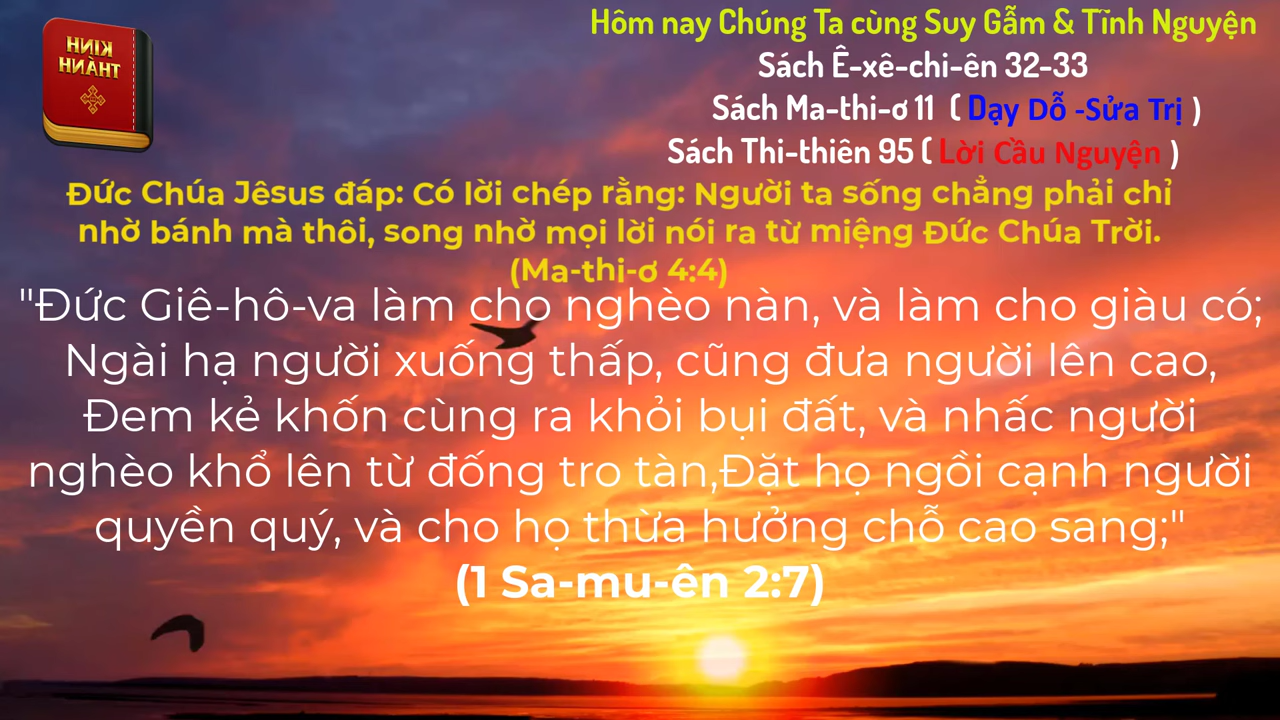 KINH
THÀNH
Hôm nay Chúng Ta cùng Suy Gẫm & Tĩnh Nguyện
Sách Ê-xê-chi-ên 32-33
Sách Ma-thi-ơ 11 ( Dạy Dỗ -Sửa Trị )
Sách Thi-thiên 95 ( Lời Cầu Nguyện )
Đức Chúa Jêsus đáp: Có lời chép rằng: Người ta sống chẳng phải chỉ
nhờ bánh mà thôi, song nhờ mọi lời nói ra từ miệng Đức Chúa Trời.
(Ma-thi-ơ 4:4)
"Đức Giê-hô-va làm cho nghèo nàn, và làm cho giàu có;
Ngài hạ người xuống thấp, cũng đưa người lên cao,
Đem kẻ khốn cùng ra khỏi bụi đất, và nhấc người
nghèo khổ lên từ đống tro tàn,Đặt họ ngồi cạnh người
quyền quý, và cho họ thừa hưởng chỗ cao sang;"
(1 Sa-mu-ên 2:7)